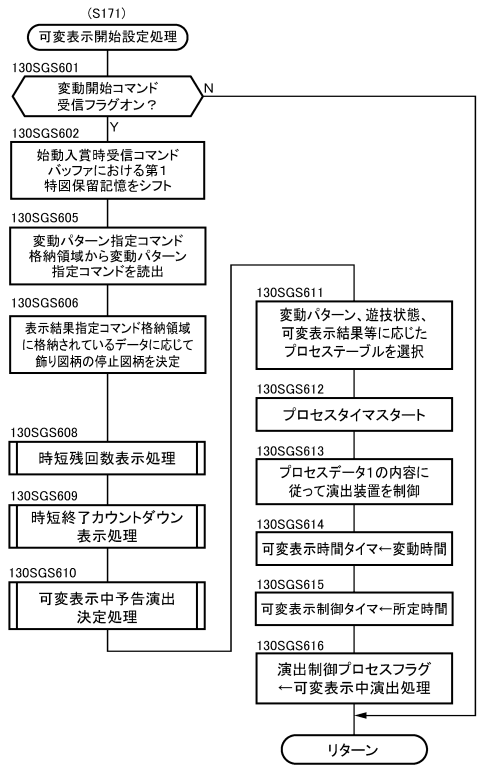 (S171)
可変表示開始設定処理
130SGS601
変動開始コマンド
受信フラグオン？
N
Y
130SGS602
始動入賞時受信コマンド
バッファにおける第1
特図保留記憶をシフト
130SGS605
変動パターン指定コマンド
格納領域から変動パターン
指定コマンドを読出
130SGS606
表示結果指定コマンド格納領域
に格納されているデータに応じて
飾り図柄の停止図柄を決定
130SGS608
時短残回数表示処理
130SGS609
時短終了カウントダウン
表示処理
130SGS610
可変表示中予告演出
決定処理
130SGS611
変動パターン、遊技状態、
可変表示結果等に応じた
プロセステーブルを選択
130SGS612
プロセスタイマスタート
130SGS613
プロセスデータ1の内容に
従って演出装置を制御
130SGS614
可変表示時間タイマ←変動時間
130SGS615
可変表示制御タイマ←所定時間
130SGS616
演出制御プロセスフラグ
←可変表示中演出処理
リターン